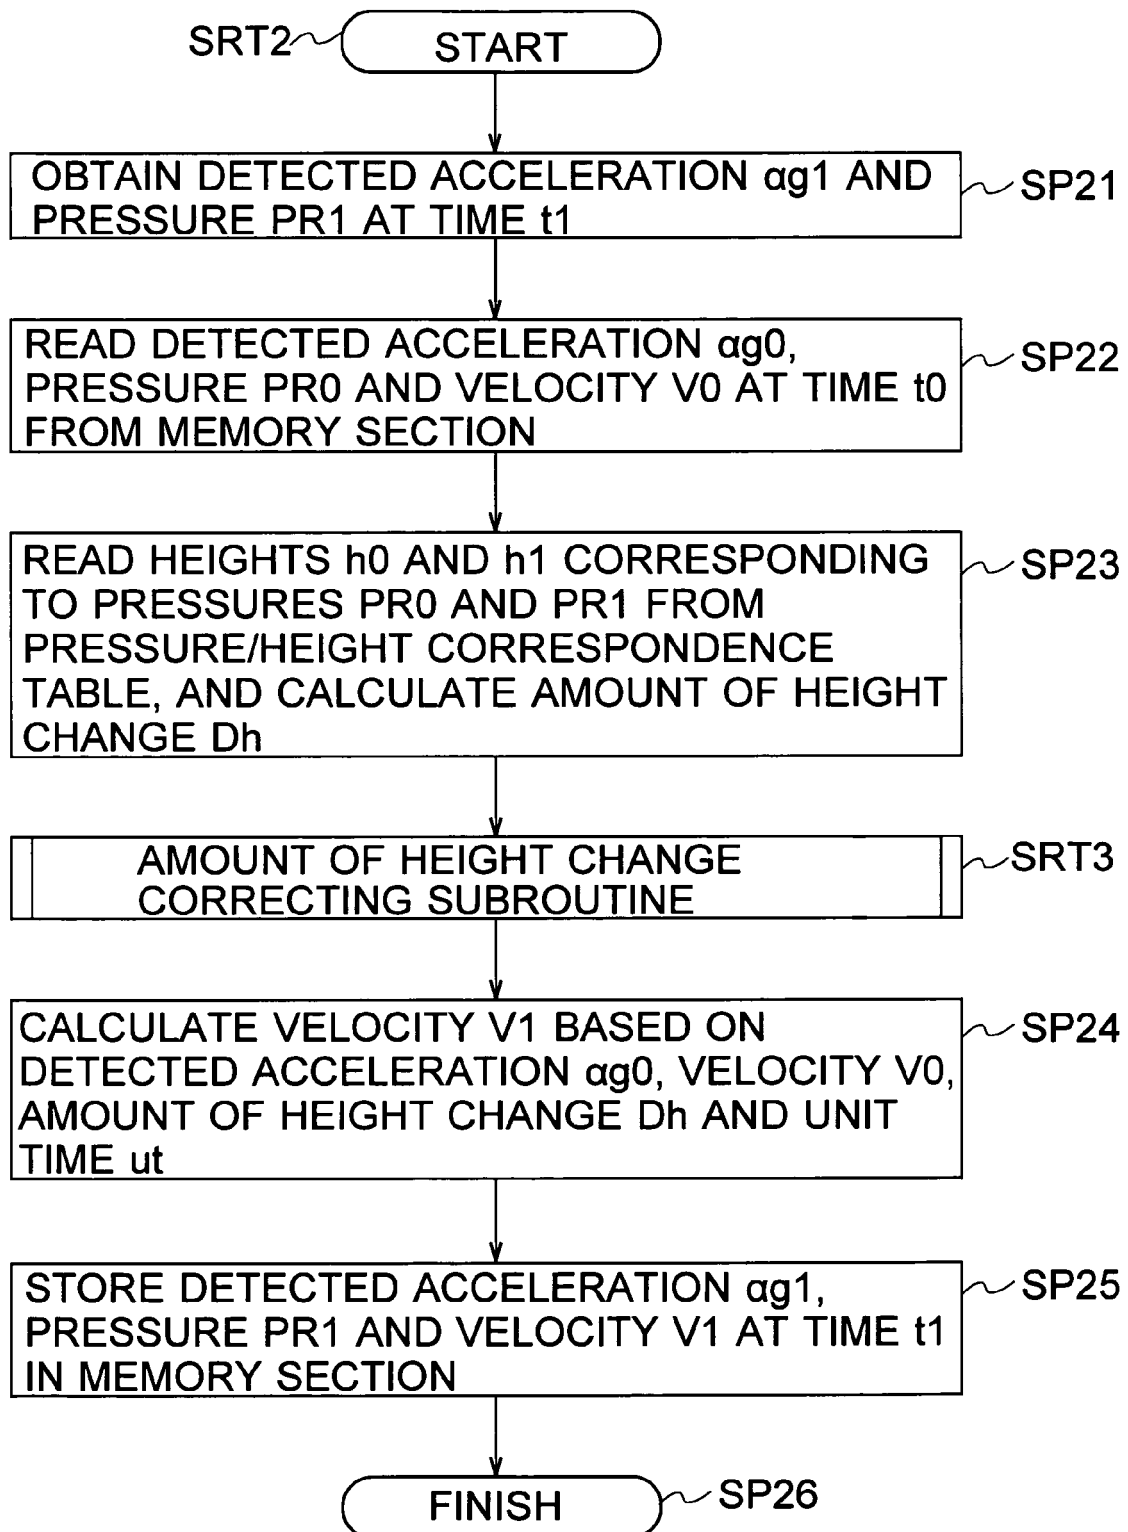 SRT2
START
OBTAIN DETECTED ACCELERATION αg1 AND
PRESSURE PR1 AT TIME t1
SP21
READ DETECTED ACCELERATION αg0,
PRESSURE PR0 AND VELOCITY V0 AT TIME t0
FROM MEMORY SECTION
SP22
READ HEIGHTS h0 AND h1 CORRESPONDING
TO PRESSURES PR0 AND PR1 FROM
PRESSURE/HEIGHT CORRESPONDENCE
TABLE, AND CALCULATE AMOUNT OF HEIGHT
CHANGE Dh
SP23
AMOUNT OF HEIGHT CHANGE
CORRECTING SUBROUTINE
SRT3
CALCULATE VELOCITY V1 BASED ON
DETECTED ACCELERATION αg0, VELOCITY V0,
AMOUNT OF HEIGHT CHANGE Dh AND UNIT
TIME ut
SP24
STORE DETECTED ACCELERATION αg1,
PRESSURE PR1 AND VELOCITY V1 AT TIME t1
IN MEMORY SECTION
SP25
FINISH
SP26